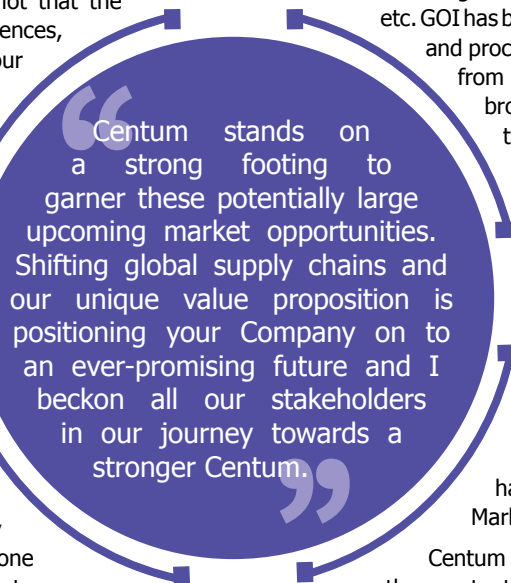 not that the
ences,
our
“
Centum stands on
a strong footing to
garner these potentially large
upcoming market opportunities.
Shifting global supply chains and
our unique value proposition is
positioning your Company on to
an ever-promising future and I
beckon all our stakeholders
in our journey towards a
stronger Centum.
”
one
etc. GOI has b
and proc
from
bro
t
ha
Mark
Centum